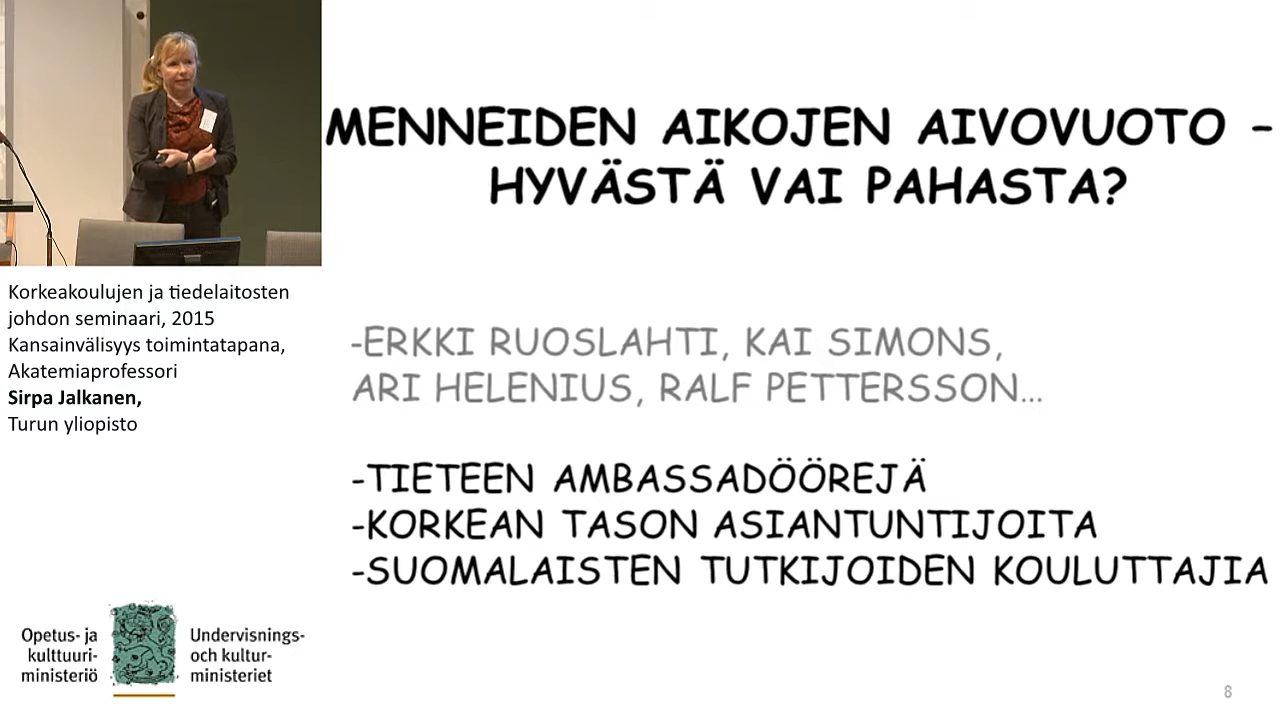 MENNEIDEN AIKOJEN AIVOVUOTO -
HYVÄSTÄ VAI PAHASTA?
-ERKKI RUOSLAHTI, KAI SIMONS,
ARI HELENIUS, RALF PETTERSSON...
-TIETEEN AMBASSADÖÖREJÄ
-KORKEAN TASON ASIANTUNTIJOITA
-SUOMALAISTEN TUTKIJOIDEN KOULUTTAJIA
Korkeakoulujen ja tiedelaitosten
johdon seminaari, 2015
Kansainvälisyys toimintatapana,
Akatemiaprofessori
Sirpa Jalkanen,
Turun yliopisto
Opetus- ja
kulttuuri-
ministeriö
Undervisnings-
och kultur-
ministeriet
8